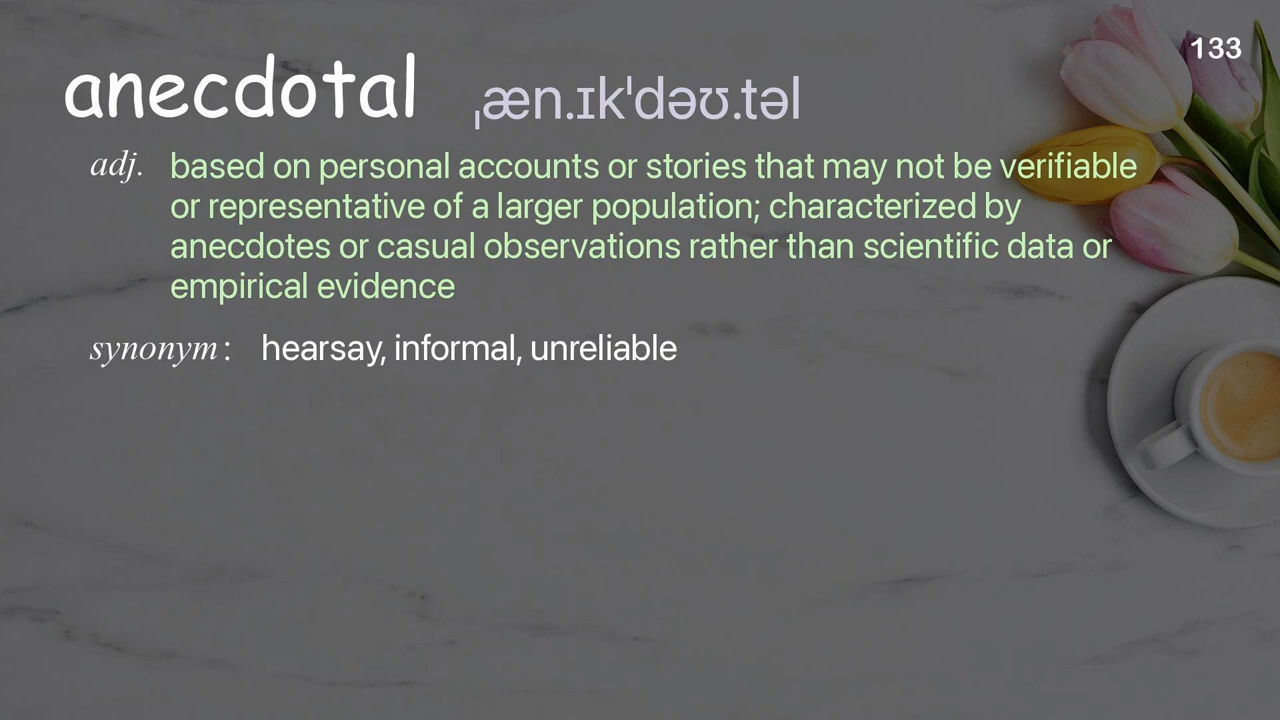 133
anecdotal ˌæn.ɪkˈdəʊ.təl
adj. based on personal accounts or stories that may not be verifiable
or representative of a larger population; characterized by
anecdotes or casual observations rather than scientific data or
empirical evidence
synonym: hearsay, informal, unreliable